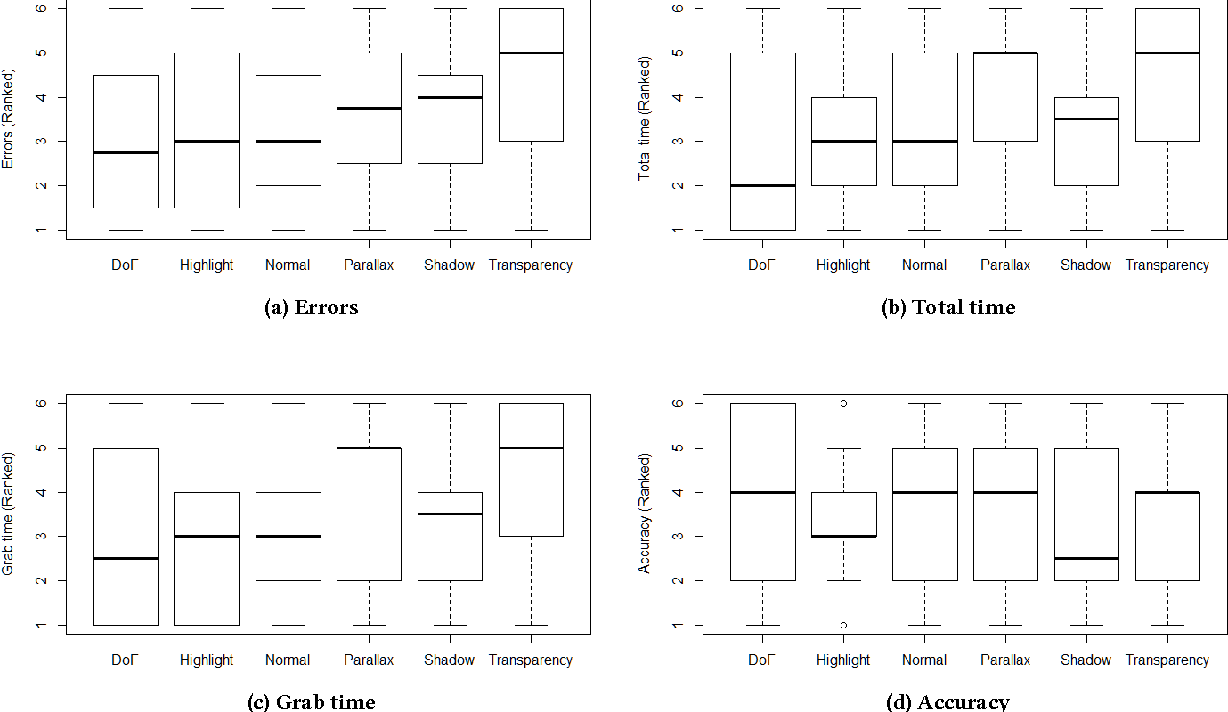 Errors (Ranked)
6
5
4
3
2
1
DoF Highlight Normal Parallax Shadow Transparency
(a) Errors
Total time (Ranked)
6
5
4
3
2
1
DoF Highlight Normal Parallax Shadow Transparency
(b) Total time
Grab time (Ranked)
6
5
4
3
2
1
DoF Highlight Normal Parallax Shadow Transparency
(c) Grab time
Accuracy (Ranked)
6
5
4
3
2
1
DoF Highlight Normal Parallax Shadow Transparency
(d) Accuracy